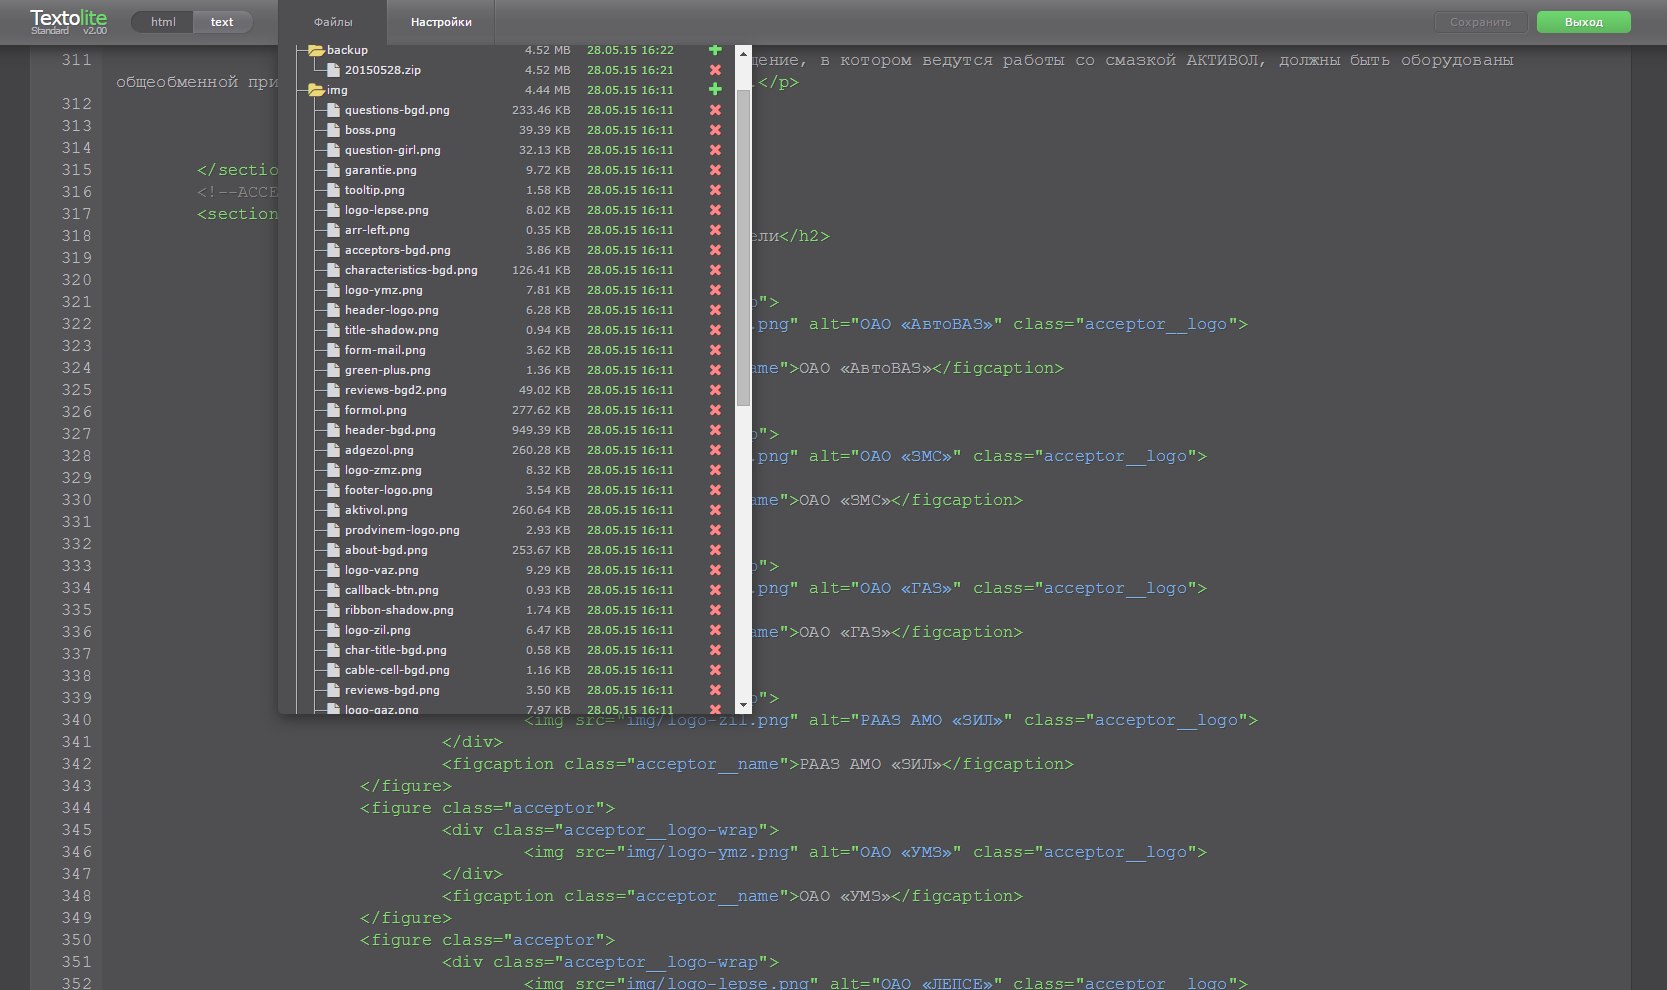 Textolite
Standard v2.00
html text Файлы Настройки Сохранить Выход
backup 4.52 MB 28.05.15 16:22
20150528.zip 4.52 MB 28.05.15 16:21
img 4.44 MB 28.05.15 16:11
questions-bgd.png 233.46 KB 28.05.15 16:11
boss.png 39.39 KB 28.05.15 16:11
question-girl.png 32.13 KB 28.05.15 16:11
garantie.png 9.72 KB 28.05.15 16:11
tooltip.png 1.58 KB 28.05.15 16:11
logo-lepse.png 8.02 KB 28.05.15 16:11
arr-left.png 0.35 KB 28.05.15 16:11
acceptors-bgd.png 3.86 KB 28.05.15 16:11
characteristics-bgd.png 126.41 KB 28.05.15 16:11
logo-ymz.png 7.81 KB 28.05.15 16:11
header-logo.png 6.28 KB 28.05.15 16:11
title-shadow.png 0.94 KB 28.05.15 16:11
form-mail.png 3.62 KB 28.05.15 16:11
green-plus.png 1.36 KB 28.05.15 16:11
reviews-bgd2.png 49.02 KB 28.05.15 16:11
formol.png 277.62 KB 28.05.15 16:11
header-bgd.png 949.39 KB 28.05.15 16:11
adgezol.png 260.28 KB 28.05.15 16:11
logo-zmz.png 8.32 KB 28.05.15 16:11
footer-logo.png 3.54 KB 28.05.15 16:11
aktivol.png 260.64 KB 28.05.15 16:11
prodvinem-logo.png 2.93 KB 28.05.15 16:11
about-bgd.png 253.67 KB 28.05.15 16:11
logo-vaz.png 9.29 KB 28.05.15 16:11
callback-btn.png 0.93 KB 28.05.15 16:11
ribbon-shadow.png 1.74 KB 28.05.15 16:11
logo-zil.png 6.47 KB 28.05.15 16:11
char-title-bgd.png 0.58 KB 28.05.15 16:11
cable-cell-bgd.png 1.16 KB 28.05.15 16:11
reviews-bgd.png 3.50 KB 28.05.15 16:11
logo-gaz.png 7.97 KB 28.05.15 16:11
311 дение, в котором ведутся работы со смазкой АКТИВОЛ, должны быть оборудованы
общеобменной при .</p>
312
313
314
315 </sectio
316 <!--ACCE
317 <section
318 ели</h2>
319
320
321 p">
322 .png" alt="ОАО «АвтоВАЗ»" class="acceptor__logo">
323
324 ame">ОАО «АвтоВАЗ»</figcaption>
325
326
327 p">
328 .png" alt="ОАО «ЗМС»" class="acceptor__logo">
329
330 ame">ОАО «ЗМС»</figcaption>
331
332
333 p">
334 .png" alt="ОАО «ГАЗ»" class="acceptor__logo">
335
336 ame">ОАО «ГАЗ»</figcaption>
337
338
339 p">
340 <img src="img/logo-zil.png" alt="РААЗ АМО «ЗИЛ»" class="acceptor__logo">
341 </div>
342 <figcaption class="acceptor__name">РААЗ АМО «ЗИЛ»</figcaption>
343 </figure>
344 <figure class="acceptor">
345 <div class="acceptor__logo-wrap">
346 <img src="img/logo-ymz.png" alt="ОАО «УМЗ»" class="acceptor__logo">
347 </div>
348 <figcaption class="acceptor__name">ОАО «УМЗ»</figcaption>
349 </figure>
350 <figure class="acceptor">
351 <div class="acceptor__logo-wrap">
352 <img src="img/logo-lepse.png" alt="ОАО «ЛЕПСЕ»" class="acceptor__logo">